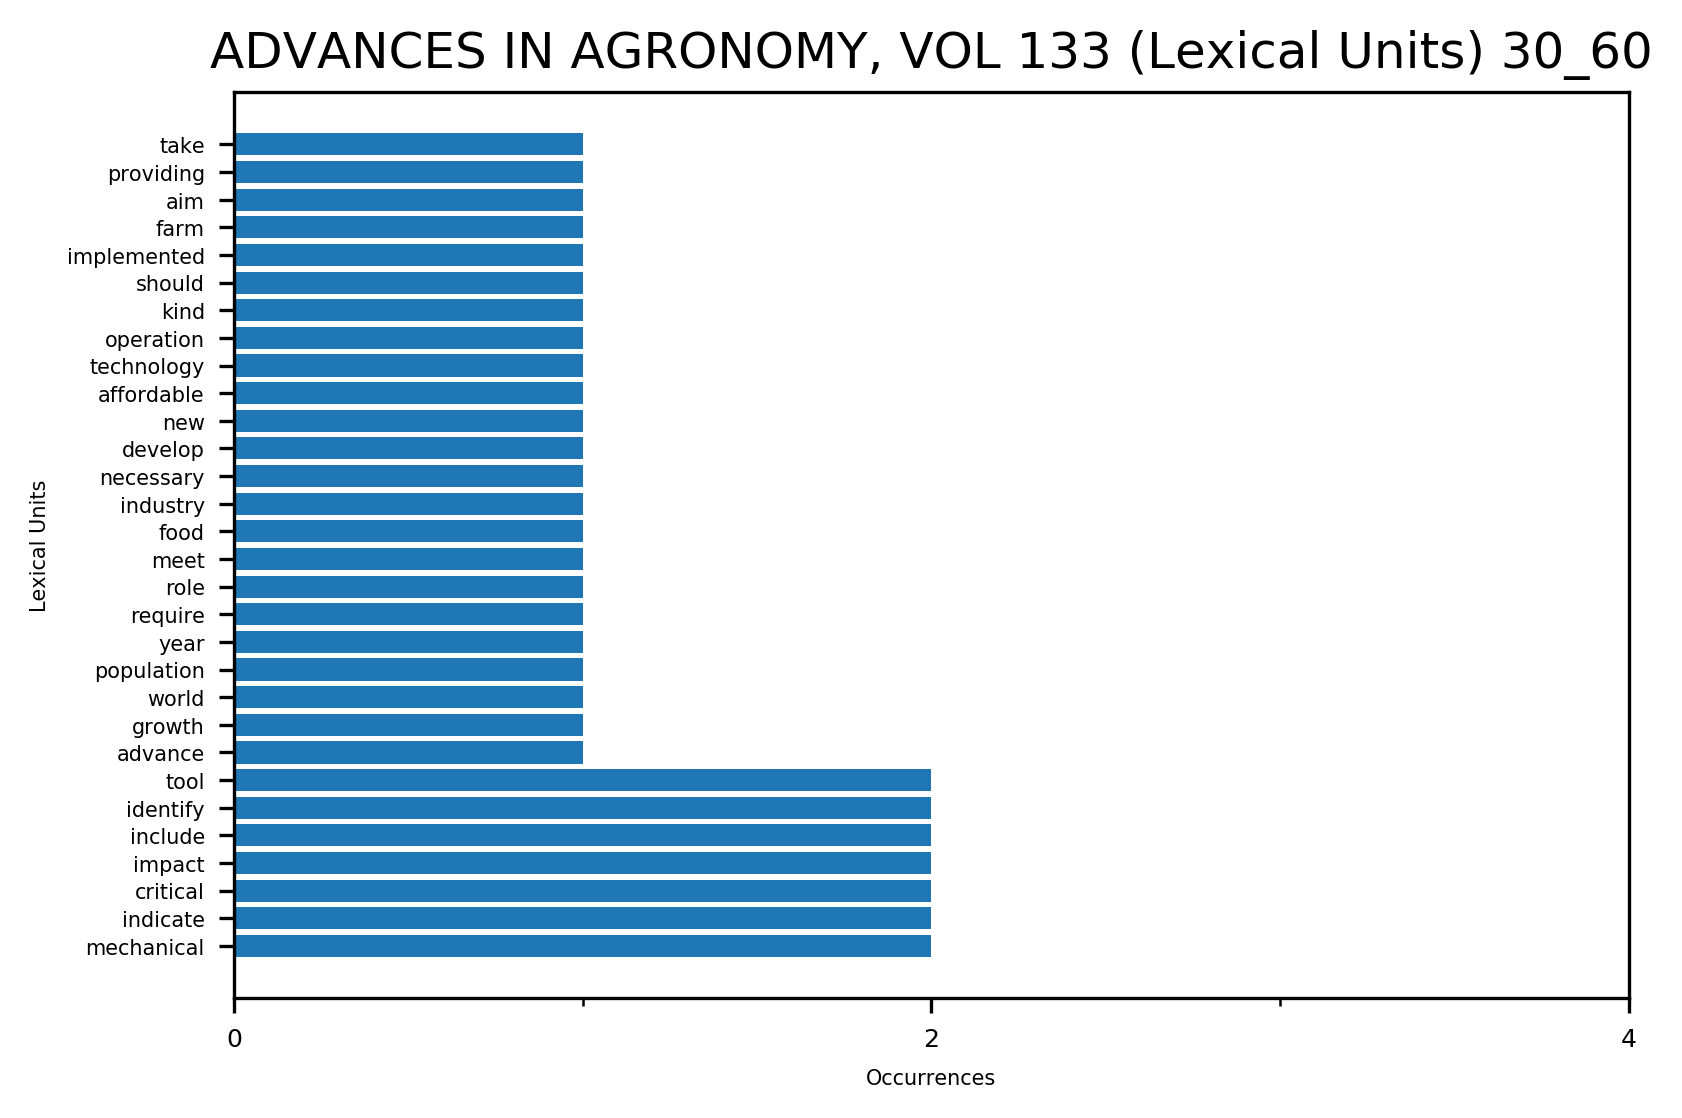 ADVANCES IN AGRONOMY, VOL 133 (Lexical Units) 30_60
take
providing
aim
farm
implemented
should
kind
operation
technology
affordable
new
develop
necessary
industry
food
meet
role
require
year
population
world
growth
advance
tool
identify
include
impact
critical
indicate
mechanical
Lexical Units
0 2 4
Occurrences